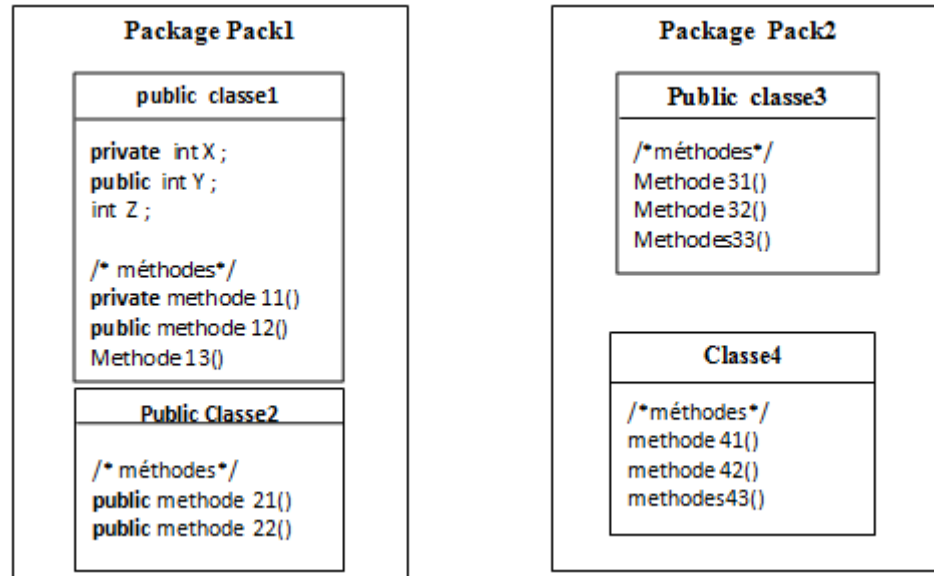 Package Pack1
public classe1
private int X ;
public int Y ;
int Z ;
/* méthodes*/
private methode 11()
public methode 12()
Methode 13()
Public Classe2
/* méthodes*/
public methode 21()
public methode 22()
Package Pack2
Public classe3
/*méthodes*/
Methode 31()
Methode 32()
Methodes33()
Classe4
/*méthodes*/
methode 41()
methode 42()
methodes43()